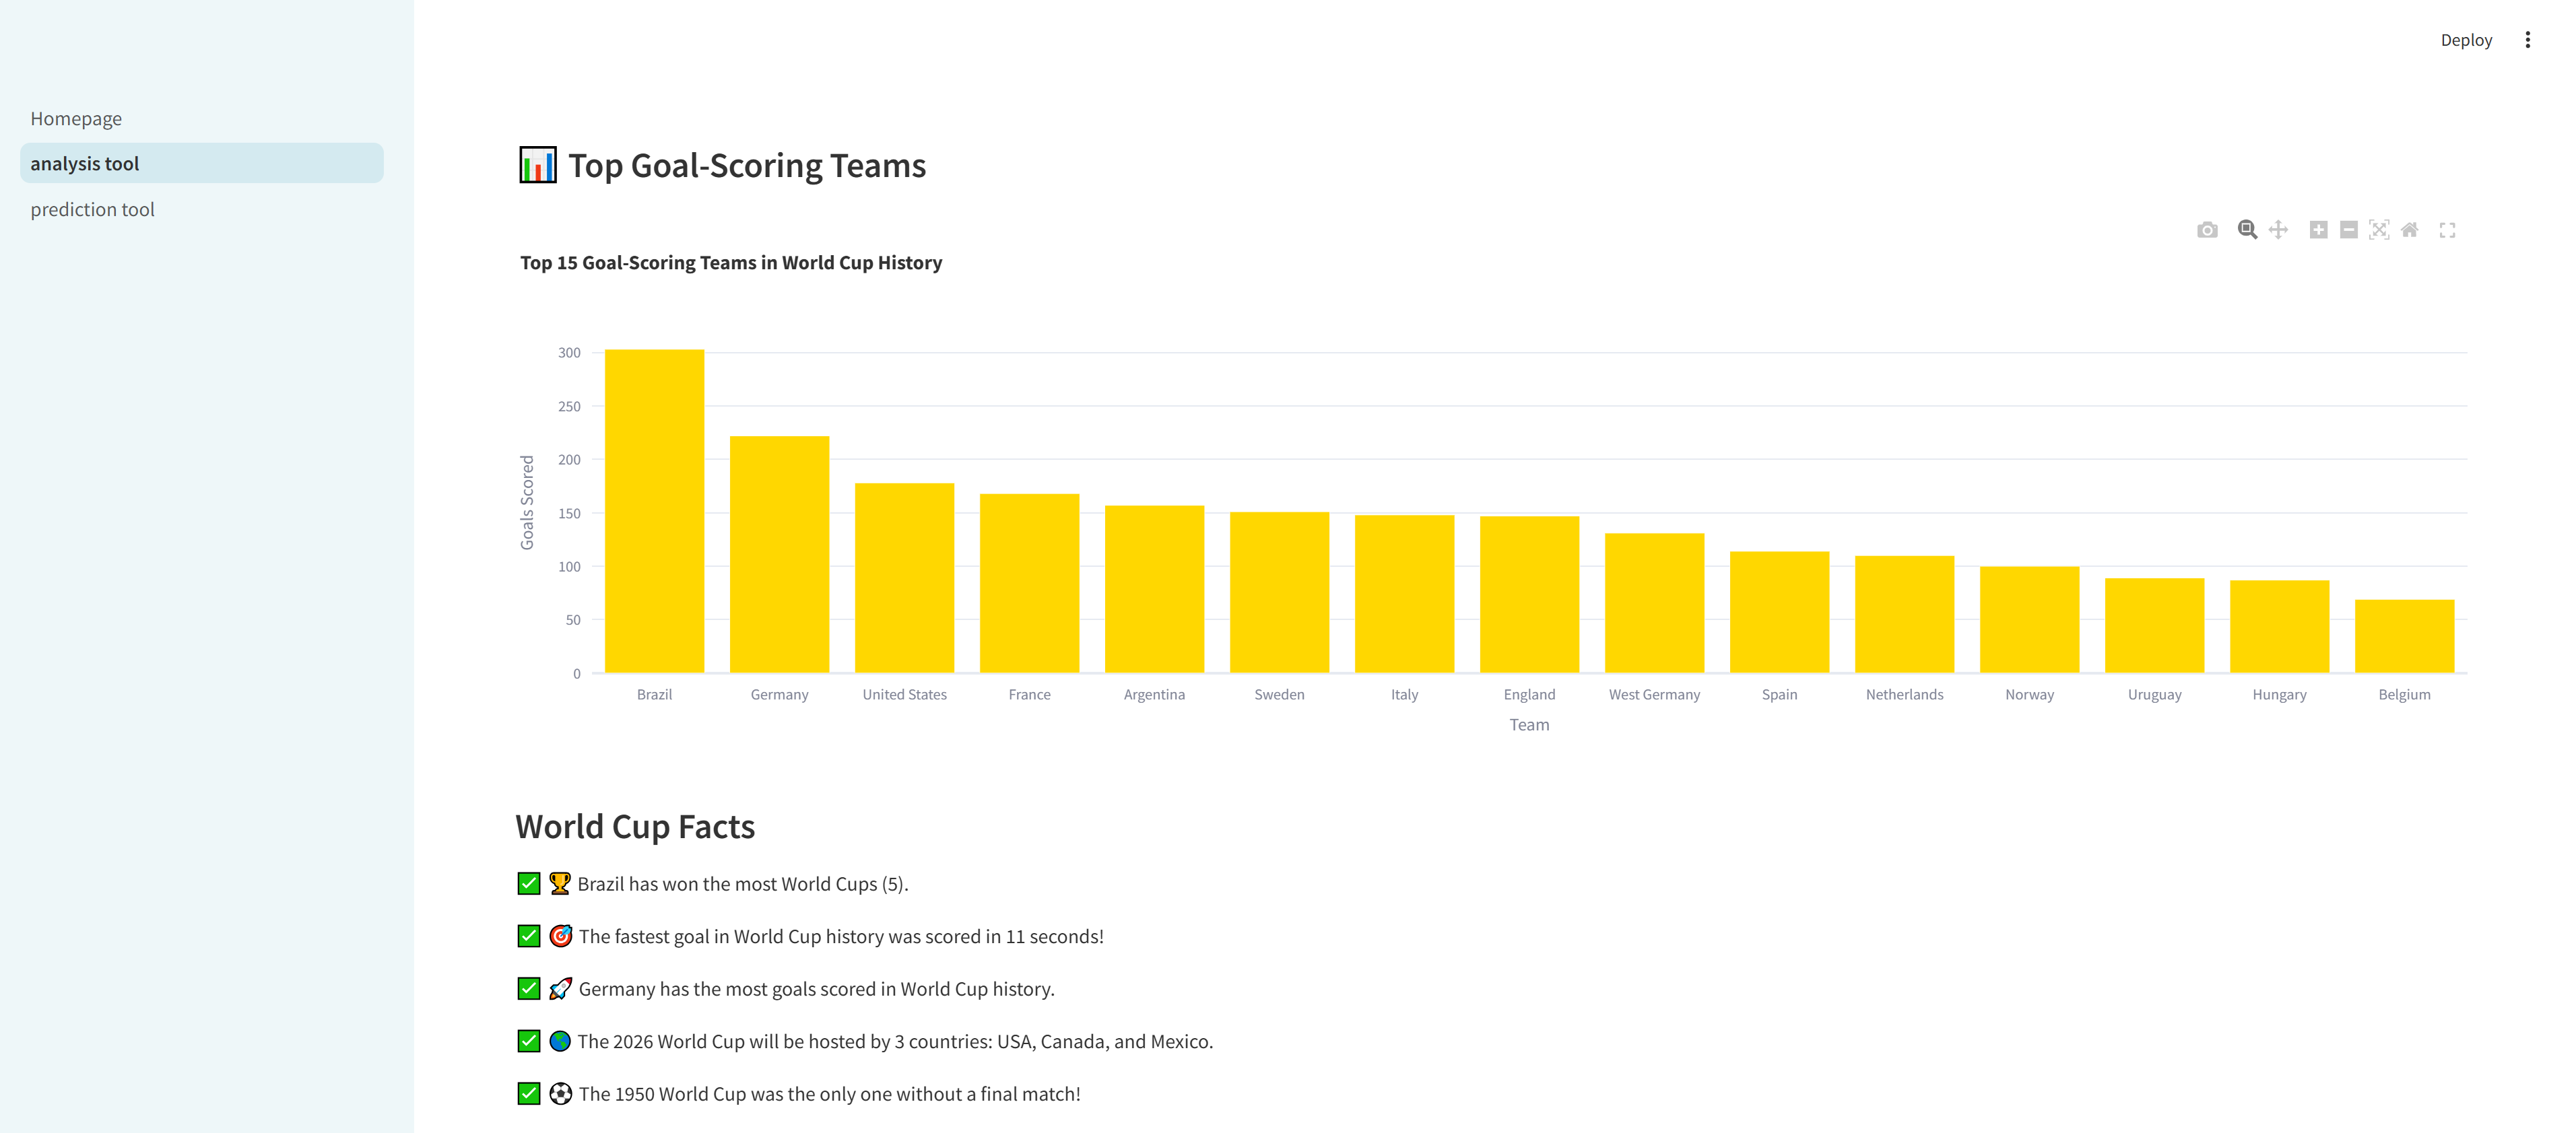 Deploy
Homepage
analysis tool
prediction tool
📊 Top Goal-Scoring Teams
Top 15 Goal-Scoring Teams in World Cup History
300
250
200
150
100
50
0
Goals Scored
Brazil Germany United States France Argentina Sweden Italy England West Germany Spain Netherlands Norway Uruguay Hungary Belgium
Team
World Cup Facts
✅ 🏆 Brazil has won the most World Cups (5).
✅ 🎯 The fastest goal in World Cup history was scored in 11 seconds!
✅ 🚀 Germany has the most goals scored in World Cup history.
✅ 🌎 The 2026 World Cup will be hosted by 3 countries: USA, Canada, and Mexico.
✅ ⚽ The 1950 World Cup was the only one without a final match!